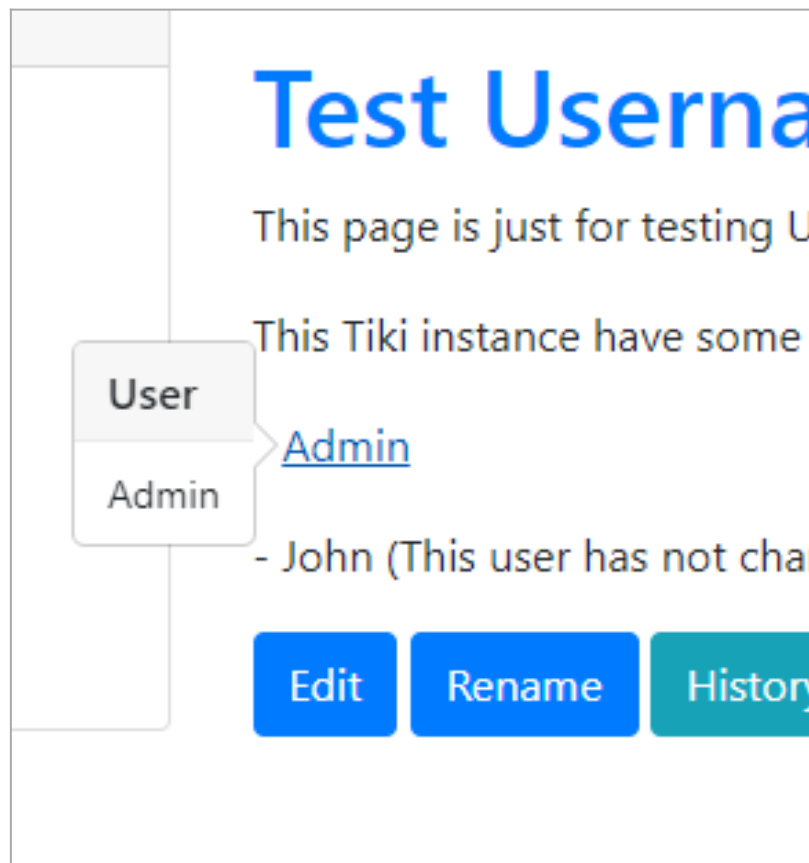 Test Userna
This page is just for testing U
This Tiki instance have some
User
Admin
Admin
- John (This user has not cha
Edit Rename History